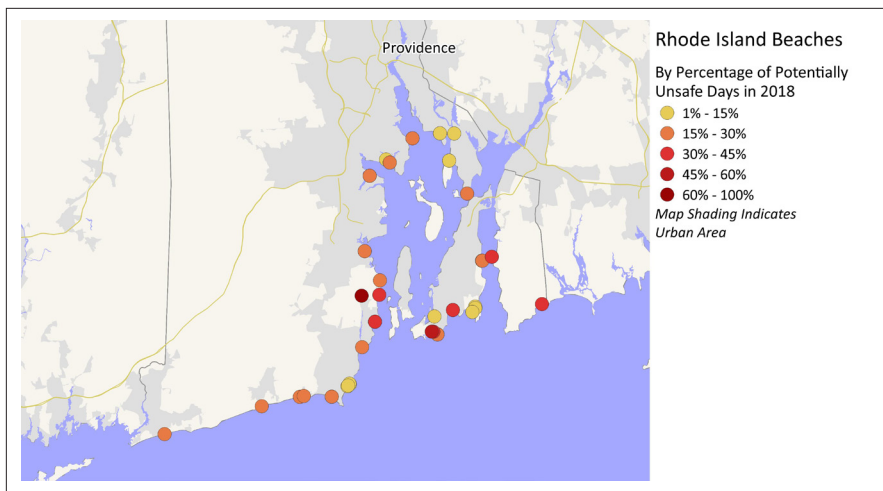 Providence
Rhode Island Beaches
By Percentage of Potentially
Unsafe Days in 2018
1% - 15%
15% - 30%
30% - 45%
45% - 60%
60% - 100%
Map Shading Indicates
Urban Area